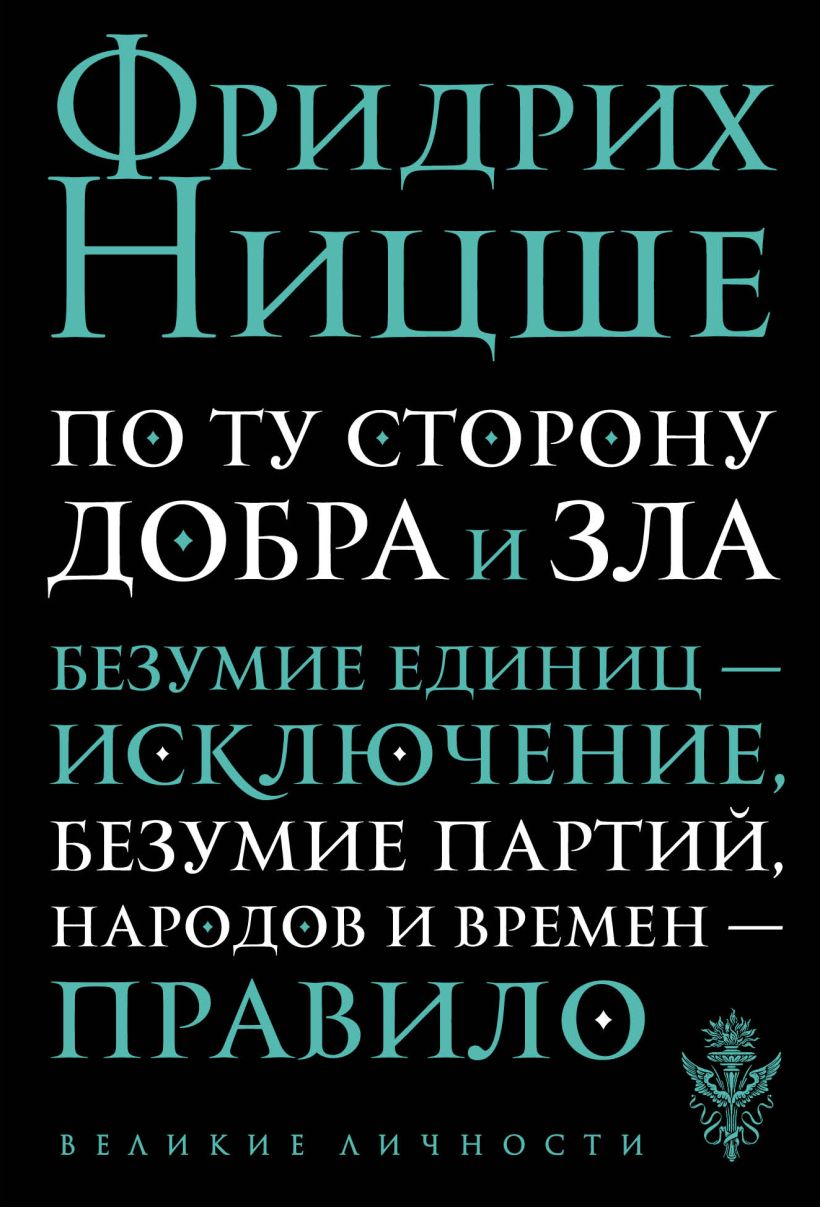 Фридрих
Ницше
ПО ТУ СТОРОНУ
ДОБРА и ЗЛА
БЕЗУМИЕ ЕДИНИЦ —
ИСКЛЮЧЕНИЕ,
БЕЗУМИЕ ПАРТИЙ,
НАРОДОВ И ВРЕМЕН —
ПРАВИЛО
ВЕЛИКИЕ ЛИЧНОСТИ